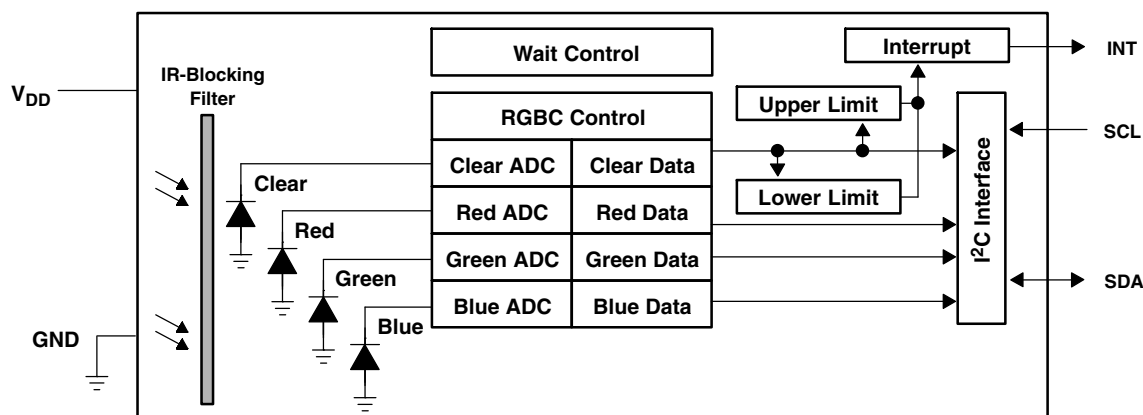 Wait Control
Interrupt
INT
IR-Blocking
Filter
VDD
Upper Limit
RGBC Control
SCL
Clear ADC
Clear Data
Clear
Lower Limit
Red ADC
Red Data
Red
I²C Interface
Green ADC
Green Data
Green
SDA
Blue ADC
Blue Data
Blue
GND